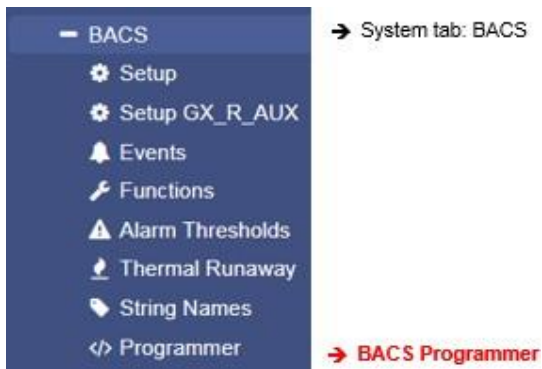 BACS → System tab: BACS
Setup
Setup GX_R_AUX
Events
Functions
Alarm Thresholds
Thermal Runaway
String Names
</> Programmer → BACS Programmer